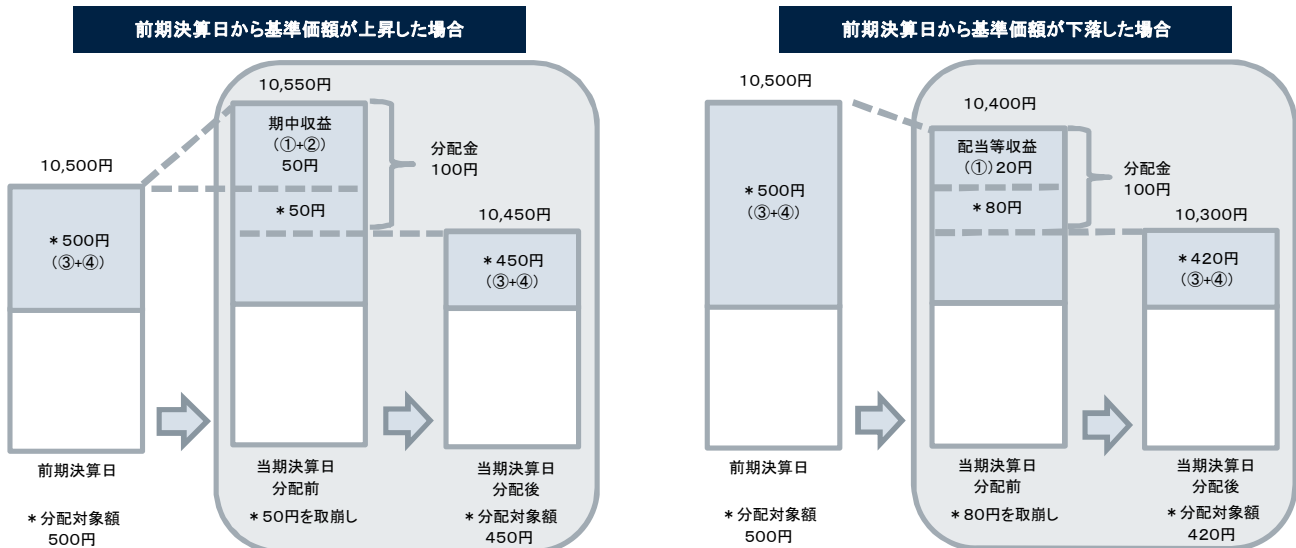 前期決算日から基準価額が上昇した場合
10,550円
期中収益
(①+②)
50円
分配金
100円
10,500円
*50円
10,450円
*500円
(③+④)
*450円
(③+④)
前期決算日
当期決算日
分配前
当期決算日
分配後
*分配対象額
500円
*50円を取崩し
*分配対象額
450円
前期決算日から基準価額が下落した場合
10,500円
10,400円
配当等収益
(①)20円
分配金
100円
*500円
(③+④)
*80円
10,300円
*420円
(③+④)
前期決算日
当期決算日
分配前
当期決算日
分配後
*分配対象額
500円
*80円を取崩し
*分配対象額
420円